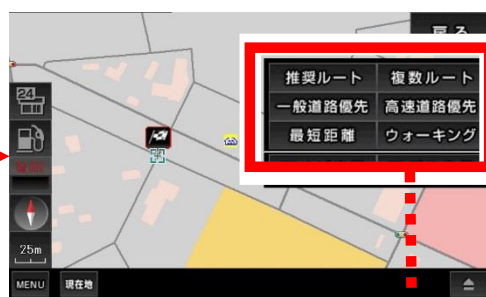 戻る
推奨ルート 複数ルート
一般道路優先 高速道路優先
最短距離 ウォーキング
24
25m
MENU 現在地